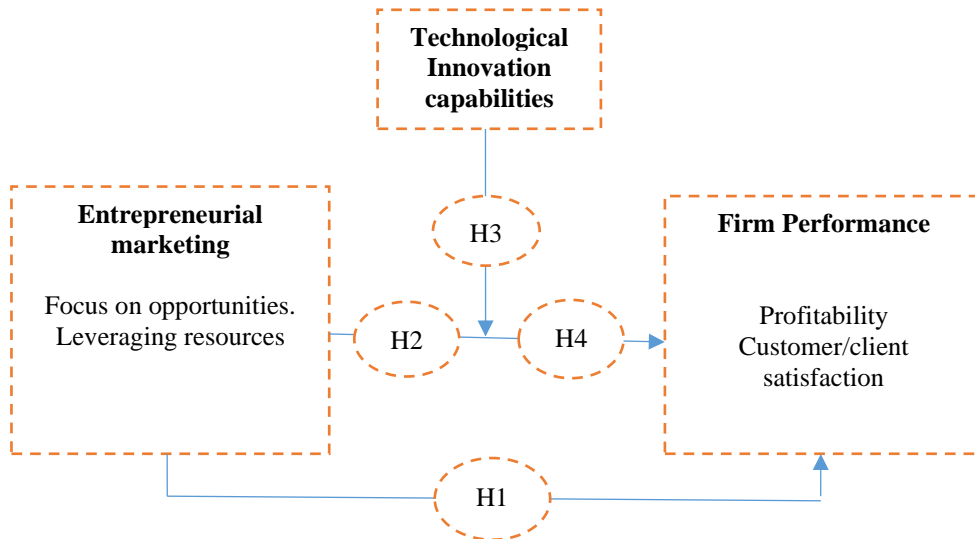 Technological
Innovation
capabilities
Entrepreneurial
marketing
Focus on opportunities.
Leveraging resources
H3
H2
H4
Firm Performance
Profitability
Customer/client
satisfaction
H1